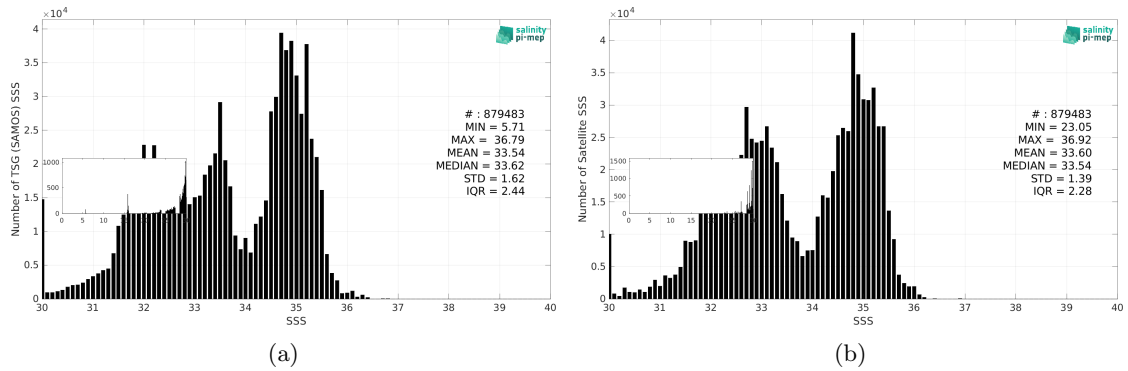 ×10⁴
4
3.5
3
2.5
2
1.5
1
0.5
0
Number of TSG (SAMOS) SSS
salinity
pi-mep
# : 879483
MIN = 5.71
MAX = 36.79
MEAN = 33.54
MEDIAN = 33.62
STD = 1.62
IQR = 2.44
1000
500
0
0 5 10
30 31 32 33 34 35 36 37 38 39 40
SSS
(a)
×10⁴
4
3.5
3
2.5
2
1.5
1
0.5
0
Number of Satellite SSS
salinity
pi-mep
# : 879483
MIN = 23.05
MAX = 36.92
MEAN = 33.60
MEDIAN = 33.54
STD = 1.39
IQR = 2.28
1500
1000
500
0
0 5 10 15
30 31 32 33 34 35 36 37 38 39 40
SSS
(b)